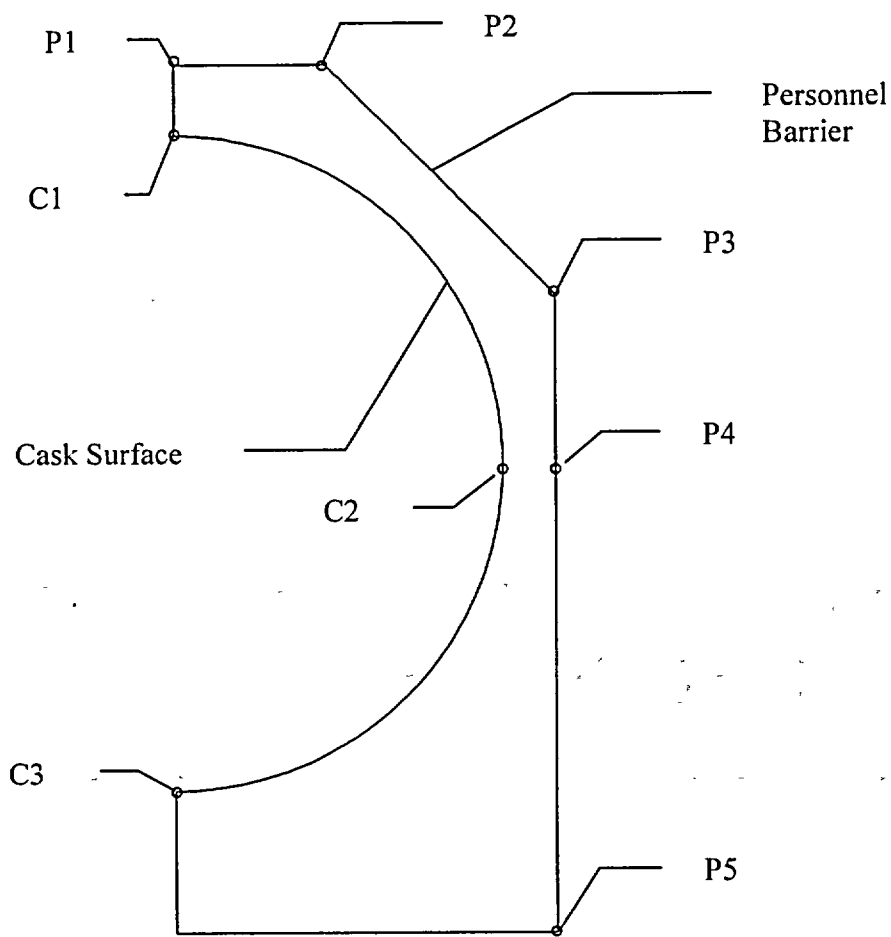 P1
P2
Personnel
Barrier
C1
P3
P4
Cask Surface
C2
C3
P5